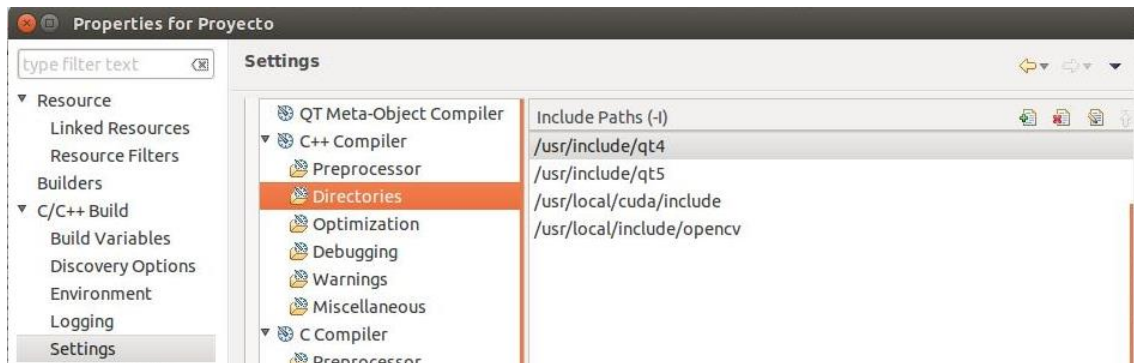 Properties for Proyecto
type filter text
Settings
Resource
Linked Resources
Resource Filters
Builders
C/C++ Build
Build Variables
Discovery Options
Environment
Logging
Settings
QT Meta-Object Compiler
C++ Compiler
Preprocessor
Directories
Optimization
Debugging
Warnings
Miscellaneous
C Compiler
Preprocessor
Include Paths (-I)
/usr/include/qt4
/usr/include/qt5
/usr/local/cuda/include
/usr/local/include/opencv